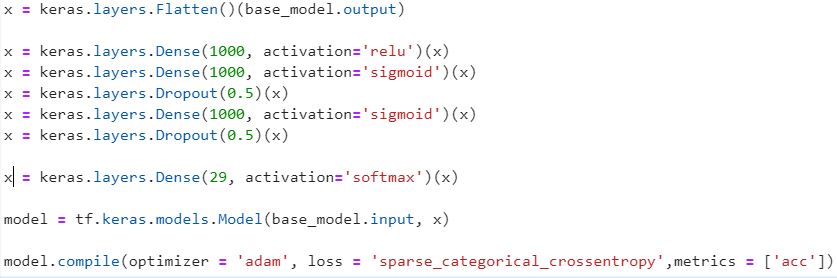 x = keras.layers.Flatten()(base_model.output)
x = keras.layers.Dense(1000, activation='relu')(x)
x = keras.layers.Dense(1000, activation='sigmoid')(x)
x = keras.layers.Dropout(0.5)(x)
x = keras.layers.Dense(1000, activation='sigmoid')(x)
x = keras.layers.Dropout(0.5)(x)
x = keras.layers.Dense(29, activation='softmax')(x)
model = tf.keras.models.Model(base_model.input, x)
model.compile(optimizer = 'adam', loss = 'sparse_categorical_crossentropy',metrics = ['acc'])